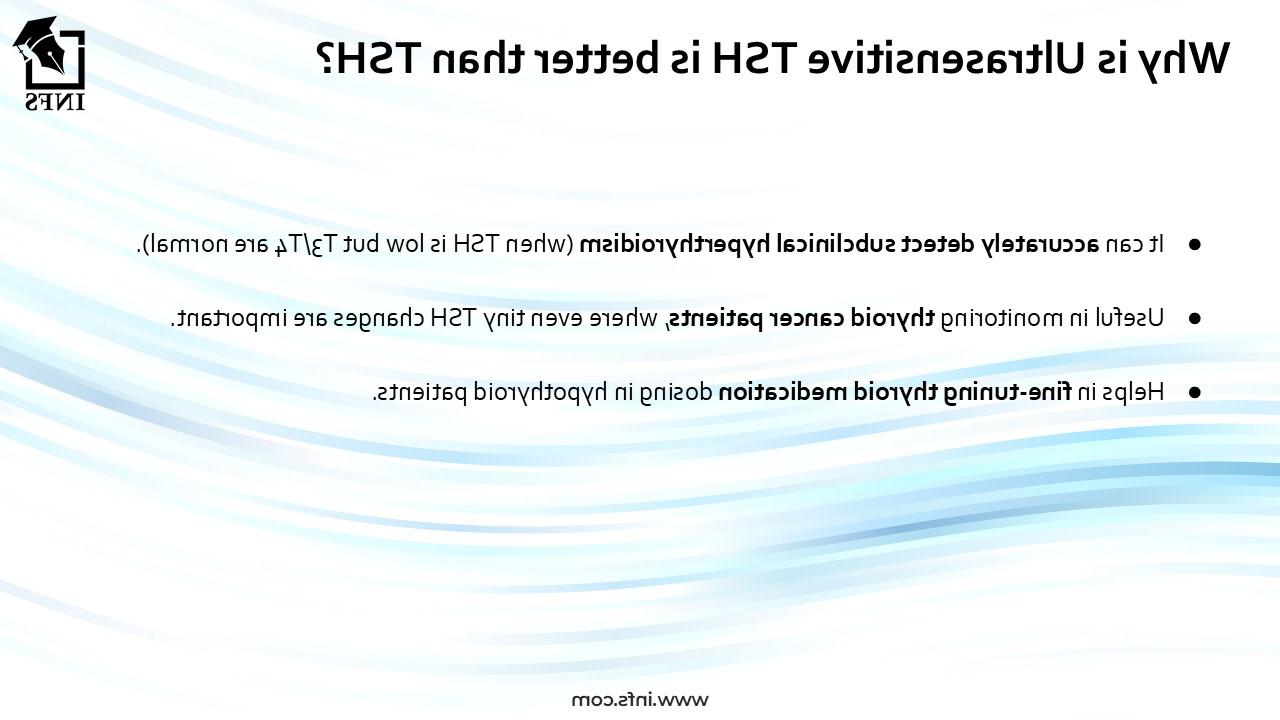 Why is Ultrasensitive TSH is better than TSH?
INFS
● It can accurately detect subclinical hyperthyroidism (when TSH is low but T3/T4 are normal).
● Useful in monitoring thyroid cancer patients, where even tiny TSH changes are important.
● Helps in fine-tuning thyroid medication dosing in hypothyroid patients.
www.infs.com